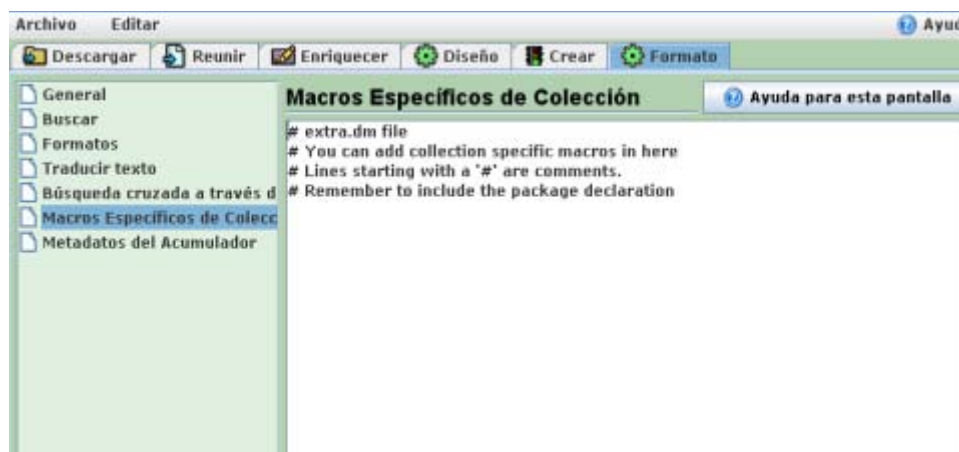 Archivo Editar Ayud
Descargar Reunir Enriquecer Diseño Crear Formato
General
Buscar
Formatos
Traducir texto
Búsqueda cruzada a través d
Macros Específicos de Colecc
Metadatos del Acumulador
Macros Específicos de Colección Ayuda para esta pantalla
# extra.dm file
# You can add collection specific macros in here
# Lines starting with a '#' are comments.
# Remember to include the package declaration